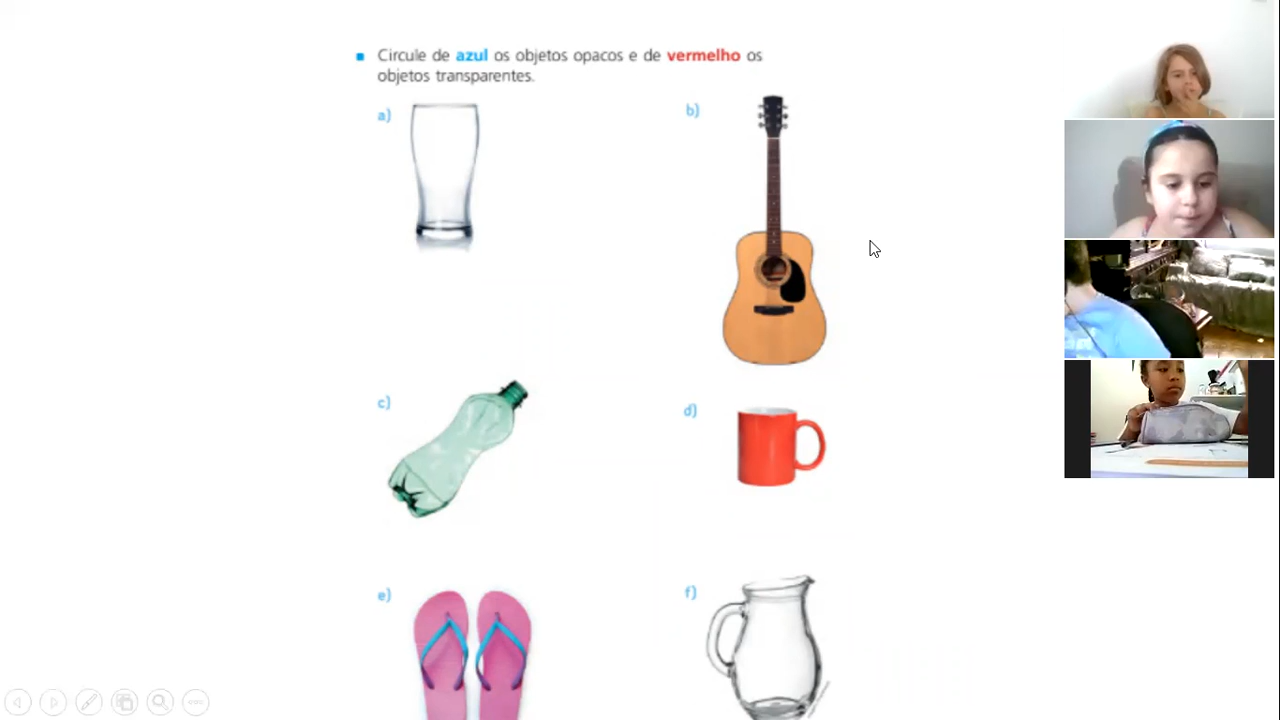 Circule de azul os objetos opacos e de vermelho os
objetos transparentes.
a)
b)
c)
d)
e)
f)